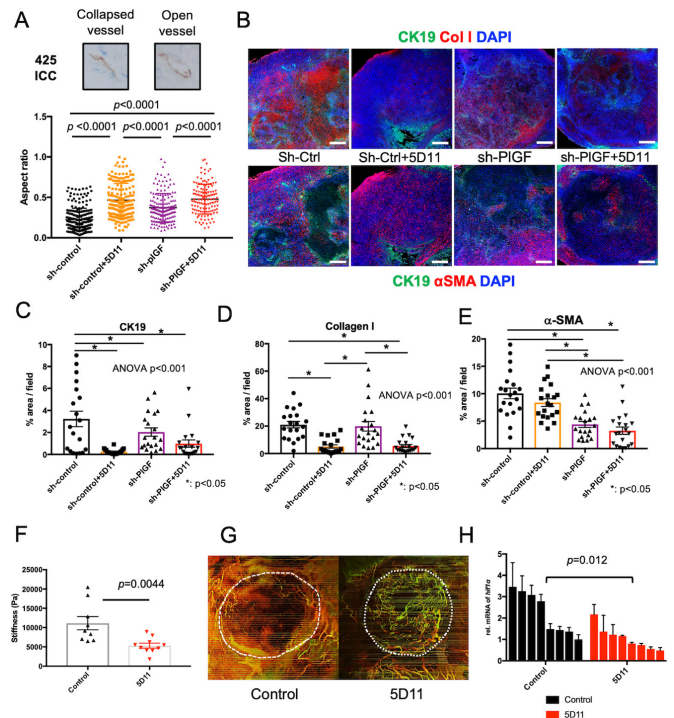 A
Collapsed vessel
Open vessel
425 ICC
p<0.0001
p <0.0001
p <0.0001
p <0.0001
Aspect ratio
1.5
1.0
0.5
0.0
sh-control
sh-control+5D11
sh-plGF
sh-PlGF+5D11
B
CK19 Col I DAPI
Sh-Ctrl
Sh-Ctrl+5D11
sh-PlGF
sh-PlGF+5D11
CK19 αSMA DAPI
C
CK19
*
*
*
ANOVA p<0.001
% area / field
10
8
6
4
2
0
sh-control
sh-control+5D11
sh-PlGF
sh-PlGF+5D11
*: p<0.05
D
Collagen I
*
*
*
*
ANOVA p<0.001
% area / field
80
60
40
20
0
sh-control
sh-control+5D11
sh-PlGF
sh-PlGF+5D11
*: p<0.05
E
α-SMA
*
*
*
*
ANOVA p<0.001
% area / field
20
15
10
5
0
sh-control
sh-control+5D11
sh-PlGF
sh-PlGF+5D11
*: p<0.05
F
p=0.0044
Stiffness (Pa)
25000
20000
15000
10000
5000
0
Control
5D11
G
Control
5D11
H
p=0.012
rel. mRNA of hif1α
5
4
3
2
1
0
Control
5D11
Control
5D11